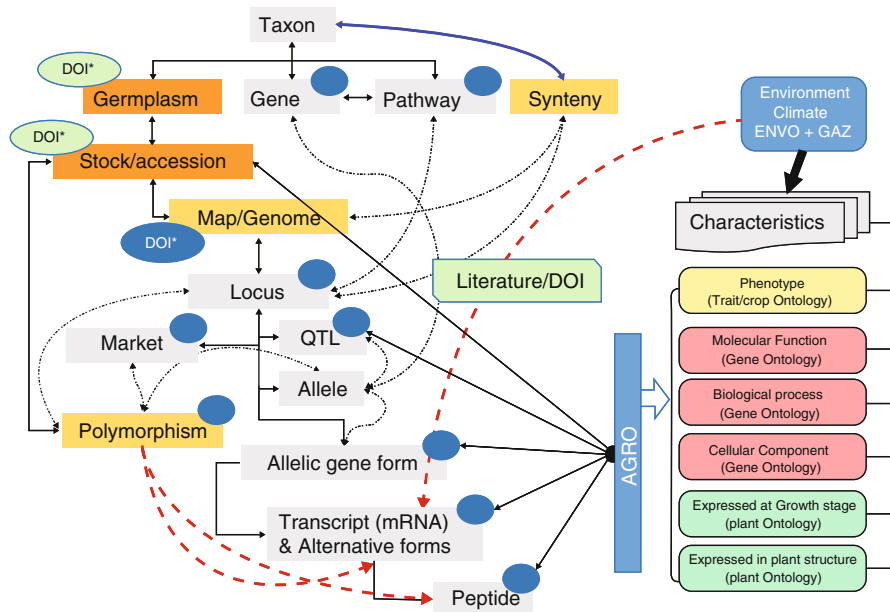 Taxon
DOI*
Germplasm
Gene
Pathway
Synteny
Environment
Climate
ENVO + GAZ
DOI*
Stock/accession
Map/Genome
DOI*
Characteristics
Literature/DOI
Locus
Phenotype
(Trait/crop Ontology)
Market
QTL
Molecular Function
(Gene Ontology)
Allele
Biological process
(Gene Ontology)
Polymorphism
AGRO
Allelic gene form
Cellular Component
(Gene Ontology)
Transcript (mRNA)
& Alternative forms
Expressed at Growth stage
(plant Ontology)
Expressed in plant structure
(plant Ontology)
Peptide